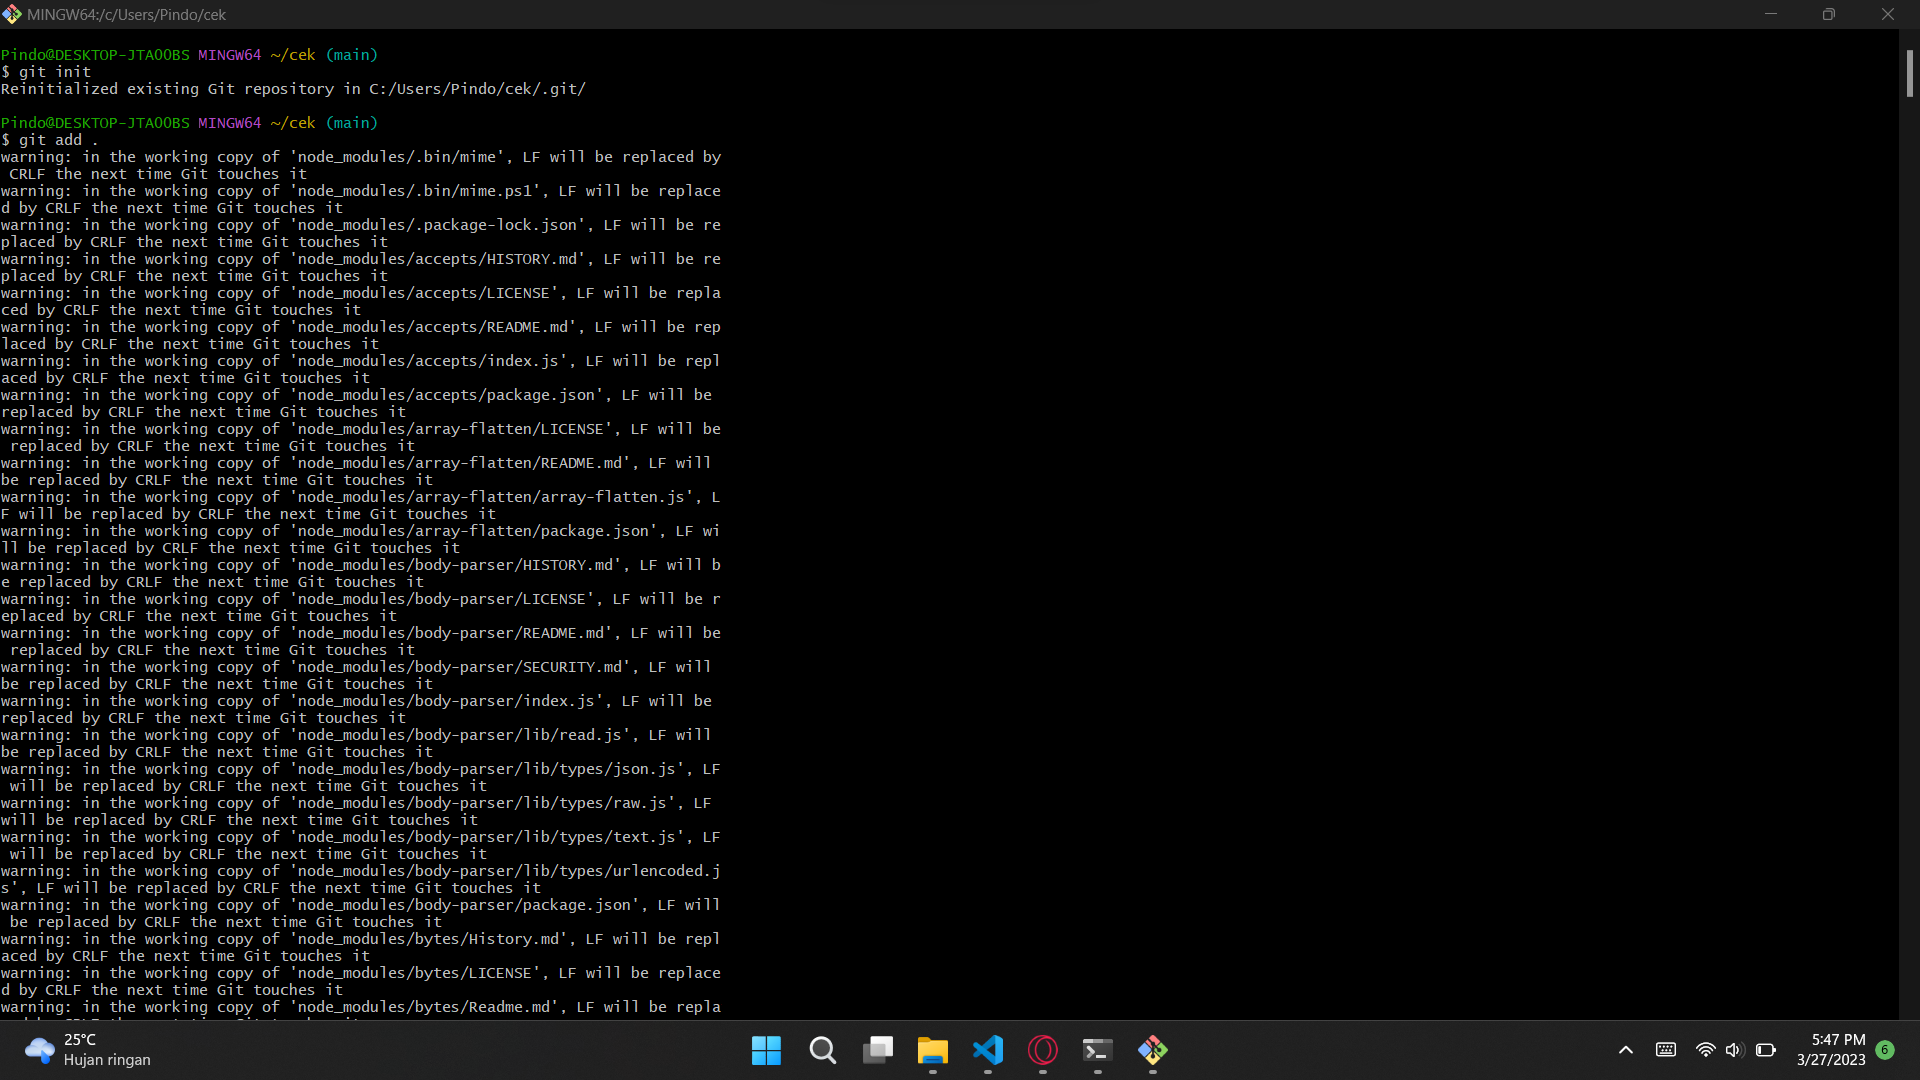 MINGW64:/c/Users/Pindo/cek
Pindo@DESKTOP-JTAOOBS MINGW64 ~/cek (main)
$ git init
Reinitialized existing Git repository in C:/Users/Pindo/cek/.git/
Pindo@DESKTOP-JTAOOBS MINGW64 ~/cek (main)
$ git add .
warning: in the working copy of 'node_modules/.bin/mime', LF will be replaced by
 CRLF the next time Git touches it
warning: in the working copy of 'node_modules/.bin/mime.ps1', LF will be replace
d by CRLF the next time Git touches it
warning: in the working copy of 'node_modules/.package-lock.json', LF will be re
placed by CRLF the next time Git touches it
warning: in the working copy of 'node_modules/accepts/HISTORY.md', LF will be re
placed by CRLF the next time Git touches it
warning: in the working copy of 'node_modules/accepts/LICENSE', LF will be repla
ced by CRLF the next time Git touches it
warning: in the working copy of 'node_modules/accepts/README.md', LF will be rep
laced by CRLF the next time Git touches it
warning: in the working copy of 'node_modules/accepts/index.js', LF will be repl
aced by CRLF the next time Git touches it
warning: in the working copy of 'node_modules/accepts/package.json', LF will be
replaced by CRLF the next time Git touches it
warning: in the working copy of 'node_modules/array-flatten/LICENSE', LF will be
 replaced by CRLF the next time Git touches it
warning: in the working copy of 'node_modules/array-flatten/README.md', LF will
be replaced by CRLF the next time Git touches it
warning: in the working copy of 'node_modules/array-flatten/array-flatten.js', L
F will be replaced by CRLF the next time Git touches it
warning: in the working copy of 'node_modules/array-flatten/package.json', LF wi
ll be replaced by CRLF the next time Git touches it
warning: in the working copy of 'node_modules/body-parser/HISTORY.md', LF will b
e replaced by CRLF the next time Git touches it
warning: in the working copy of 'node_modules/body-parser/LICENSE', LF will be r
eplaced by CRLF the next time Git touches it
warning: in the working copy of 'node_modules/body-parser/README.md', LF will be
 replaced by CRLF the next time Git touches it
warning: in the working copy of 'node_modules/body-parser/SECURITY.md', LF will
be replaced by CRLF the next time Git touches it
warning: in the working copy of 'node_modules/body-parser/index.js', LF will be
replaced by CRLF the next time Git touches it
warning: in the working copy of 'node_modules/body-parser/lib/read.js', LF will
be replaced by CRLF the next time Git touches it
warning: in the working copy of 'node_modules/body-parser/lib/types/json.js', LF
 will be replaced by CRLF the next time Git touches it
warning: in the working copy of 'node_modules/body-parser/lib/types/raw.js', LF
will be replaced by CRLF the next time Git touches it
warning: in the working copy of 'node_modules/body-parser/lib/types/text.js', LF
 will be replaced by CRLF the next time Git touches it
warning: in the working copy of 'node_modules/body-parser/lib/types/urlencoded.j
s', LF will be replaced by CRLF the next time Git touches it
warning: in the working copy of 'node_modules/body-parser/package.json', LF will
 be replaced by CRLF the next time Git touches it
warning: in the working copy of 'node_modules/bytes/History.md', LF will be repl
aced by CRLF the next time Git touches it
warning: in the working copy of 'node_modules/bytes/LICENSE', LF will be replace
d by CRLF the next time Git touches it
warning: in the working copy of 'node_modules/bytes/Readme.md', LF will be repla
25°C
Hujan ringan
5:47 PM
3/27/2023
6